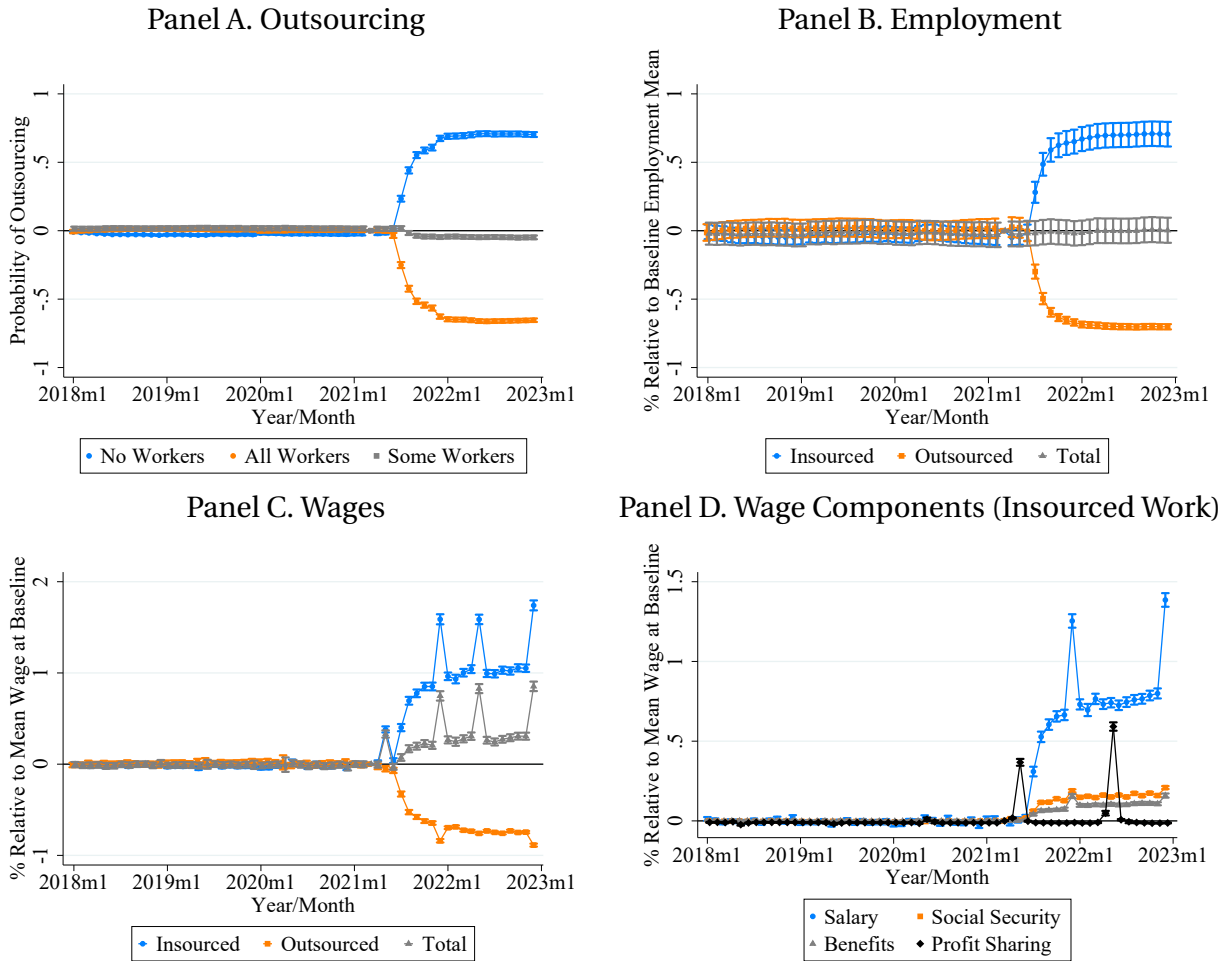 Panel A. Outsourcing
Probability of Outsourcing
1
.5
0
-.5
-1
2018m1 2019m1 2020m1 2021m1 2022m1 2023m1
Year/Month
No Workers All Workers Some Workers
Panel B. Employment
% Relative to Baseline Employment Mean
1
.5
0
-.5
-1
2018m1 2019m1 2020m1 2021m1 2022m1 2023m1
Year/Month
Insourced Outsourced Total
Panel C. Wages
% Relative to Mean Wage at Baseline
2
1
0
-1
2018m1 2019m1 2020m1 2021m1 2022m1 2023m1
Year/Month
Insourced Outsourced Total
Panel D. Wage Components (Insourced Work)
% Relative to Mean Wage at Baseline
1.5
1
.5
0
2018m1 2019m1 2020m1 2021m1 2022m1 2023m1
Year/Month
Salary Social Security
Benefits Profit Sharing